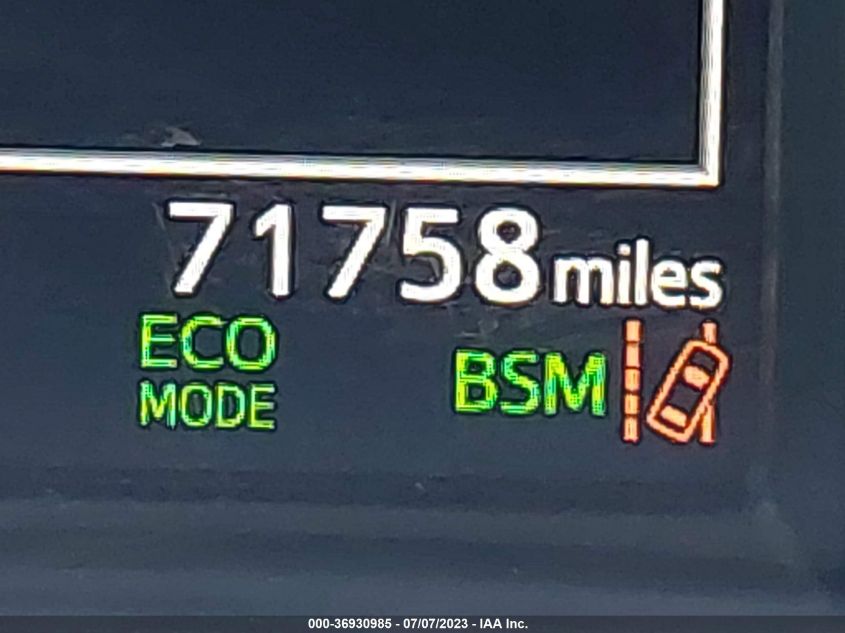 71758 miles
ECO
MODE
BSM
000-36930985 - 07/07/2023 - IAA Inc.